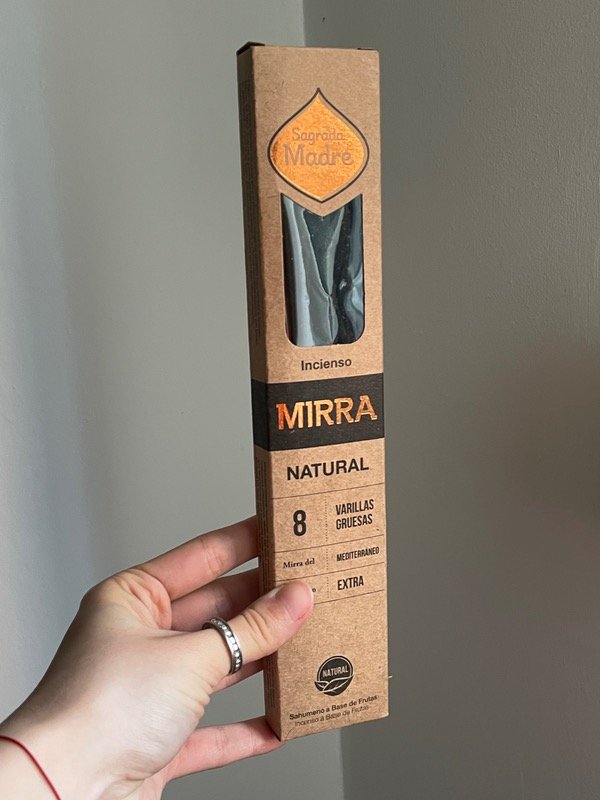 Sagrada
Madre
Incienso
MIRRA
NATURAL
8
VARILLAS
GRUESAS
Mirra del
MEDITERRÁNEO
EXTRA
NATURAL
Sahumerio a Base de Frutas
Incenso à Base de Frutas